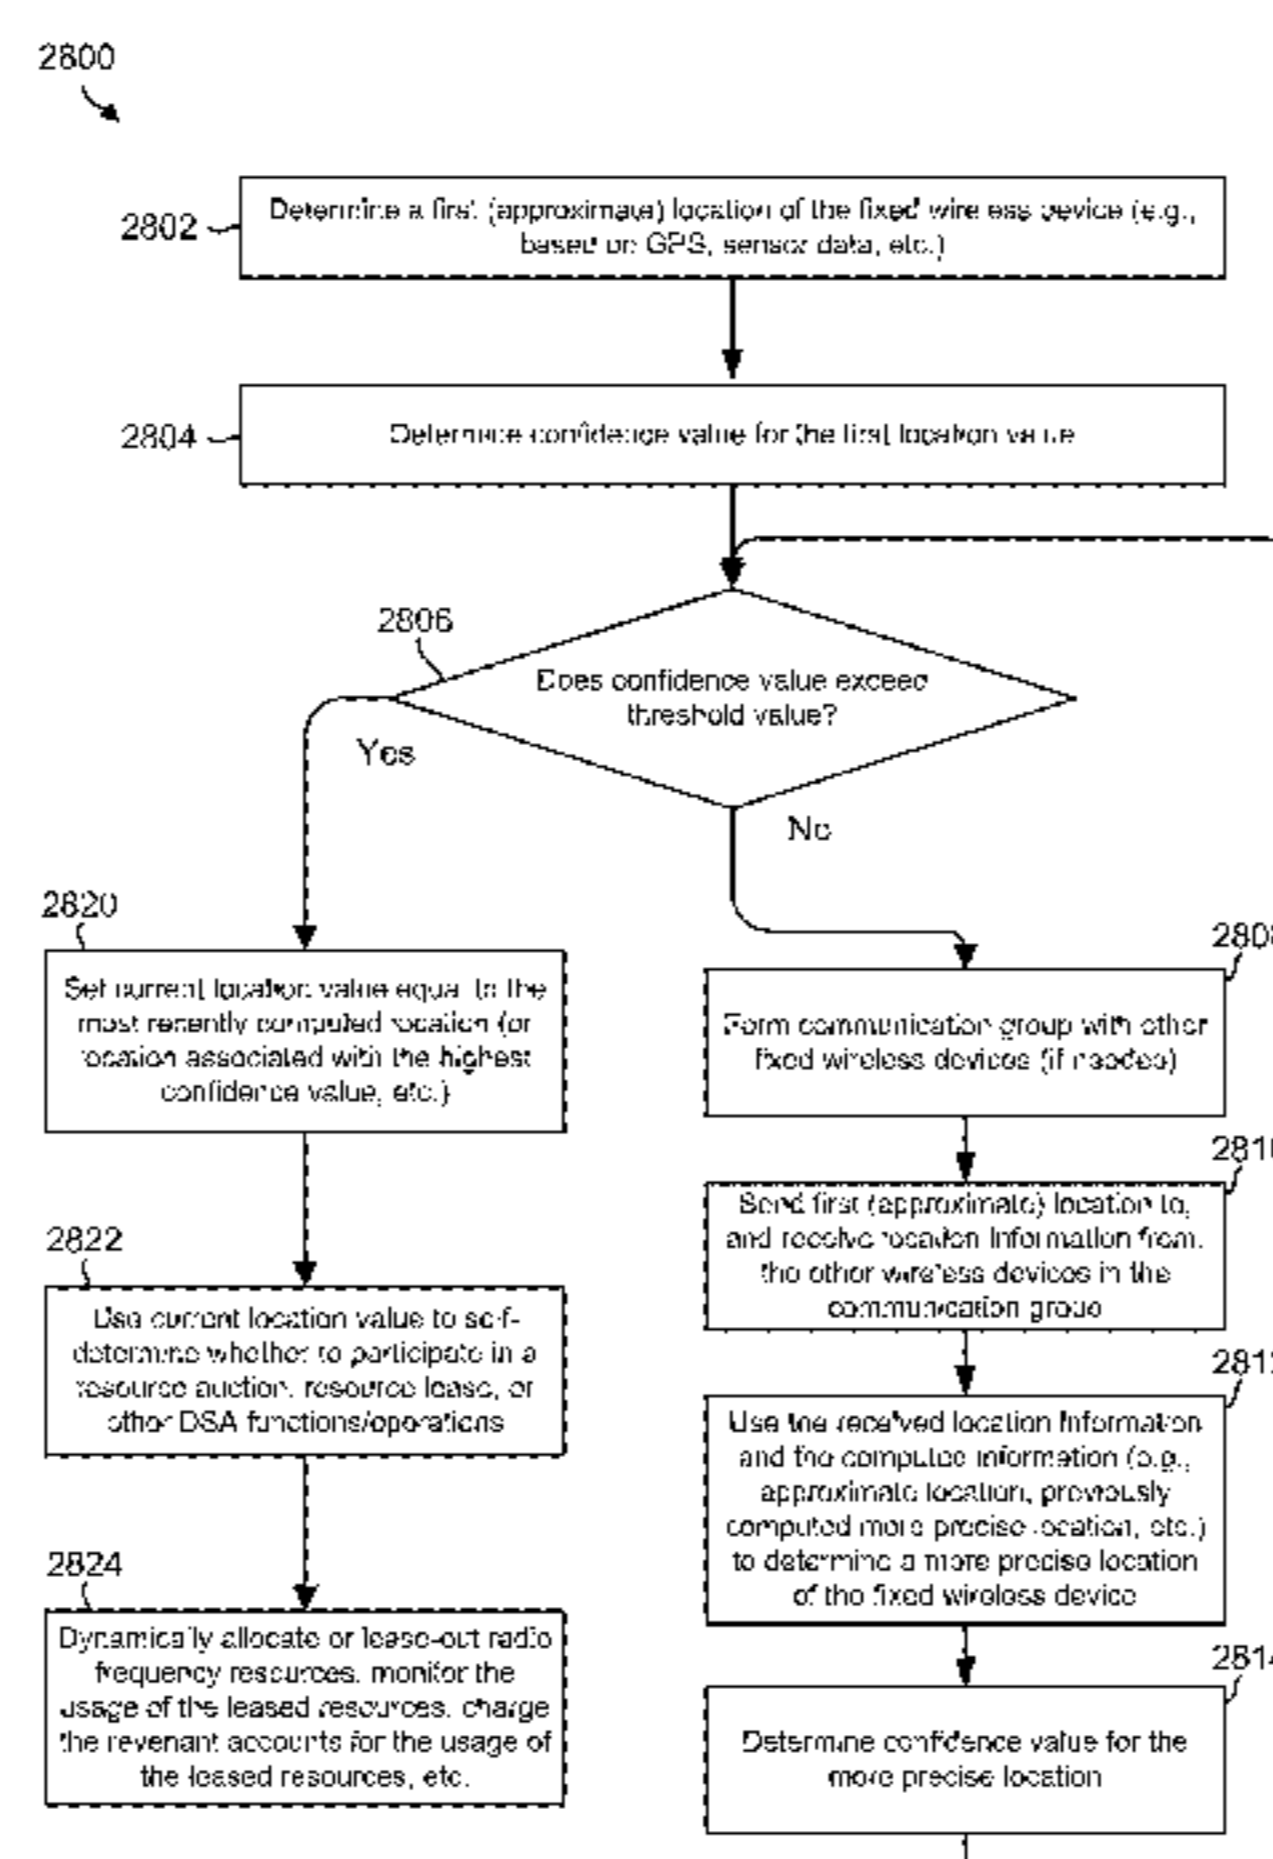 2800
2802
Determine a first (approximate) location of the fixed wireless device (e.g.,
based on GPS, sensor data, etc.)
2804
Determine confidence value for the first location value
2806
Does confidence value exceed
threshold value?
Yes
No
2820
Set current location value equal to the
most recently computed location (or
location associated with the highest
confidence value, etc.)
2822
Use current location value to self-
determine whether to participate in a
resource auction, resource lease, or
other DSA functions/operations
2824
Dynamically allocate or lease-out radio
frequency resources, monitor the
usage of the leased resources, charge
the revenant accounts for the usage of
the leased resources, etc.
2808
Form communication group with other
fixed wireless devices (if needed)
2810
Send first (approximate) location to,
and receive location information from,
the other wireless devices in the
communication group
2812
Use the received location information
and the computed information (e.g.,
approximate location, previously
computed more precise location, etc.)
to determine a more precise location
of the fixed wireless device
2814
Determine confidence value for the
more precise location